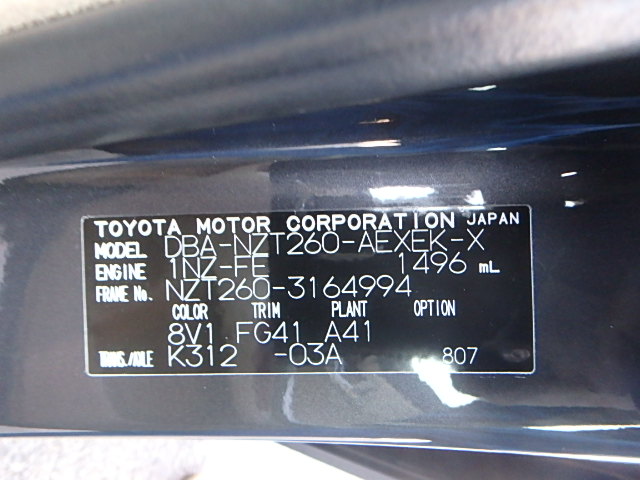 TOYOTA MOTOR CORPORATION JAPAN
MODEL DBA-NZT260-AEXEK-X
ENGINE 1NZ-FE 1496 mL
FRAME No. NZT260-3164994
COLOR TRIM PLANT OPTION
8V1 FG41 A41
TRANS./AXLE K312 -03A 807